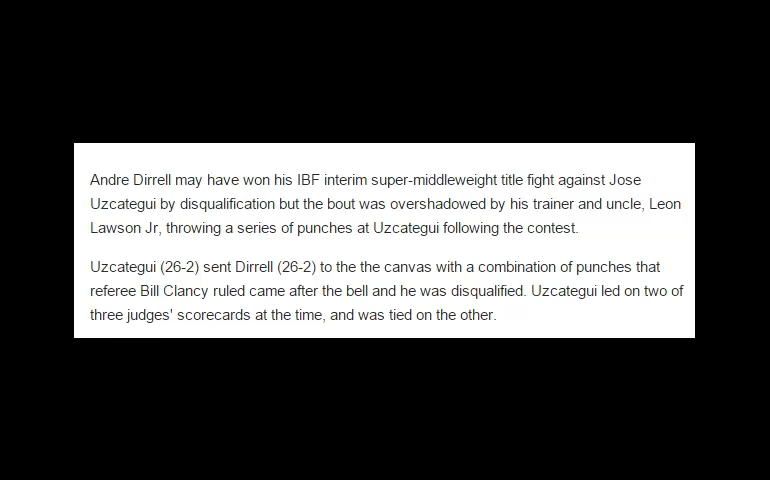 Andre Dirrell may have won his IBF interim super-middleweight title fight against Jose
Uzcategui by disqualification but the bout was overshadowed by his trainer and uncle, Leon
Lawson Jr, throwing a series of punches at Uzcategui following the contest.
Uzcategui (26-2) sent Dirrell (26-2) to the the canvas with a combination of punches that
referee Bill Clancy ruled came after the bell and he was disqualified. Uzcategui led on two of
three judges' scorecards at the time, and was tied on the other.